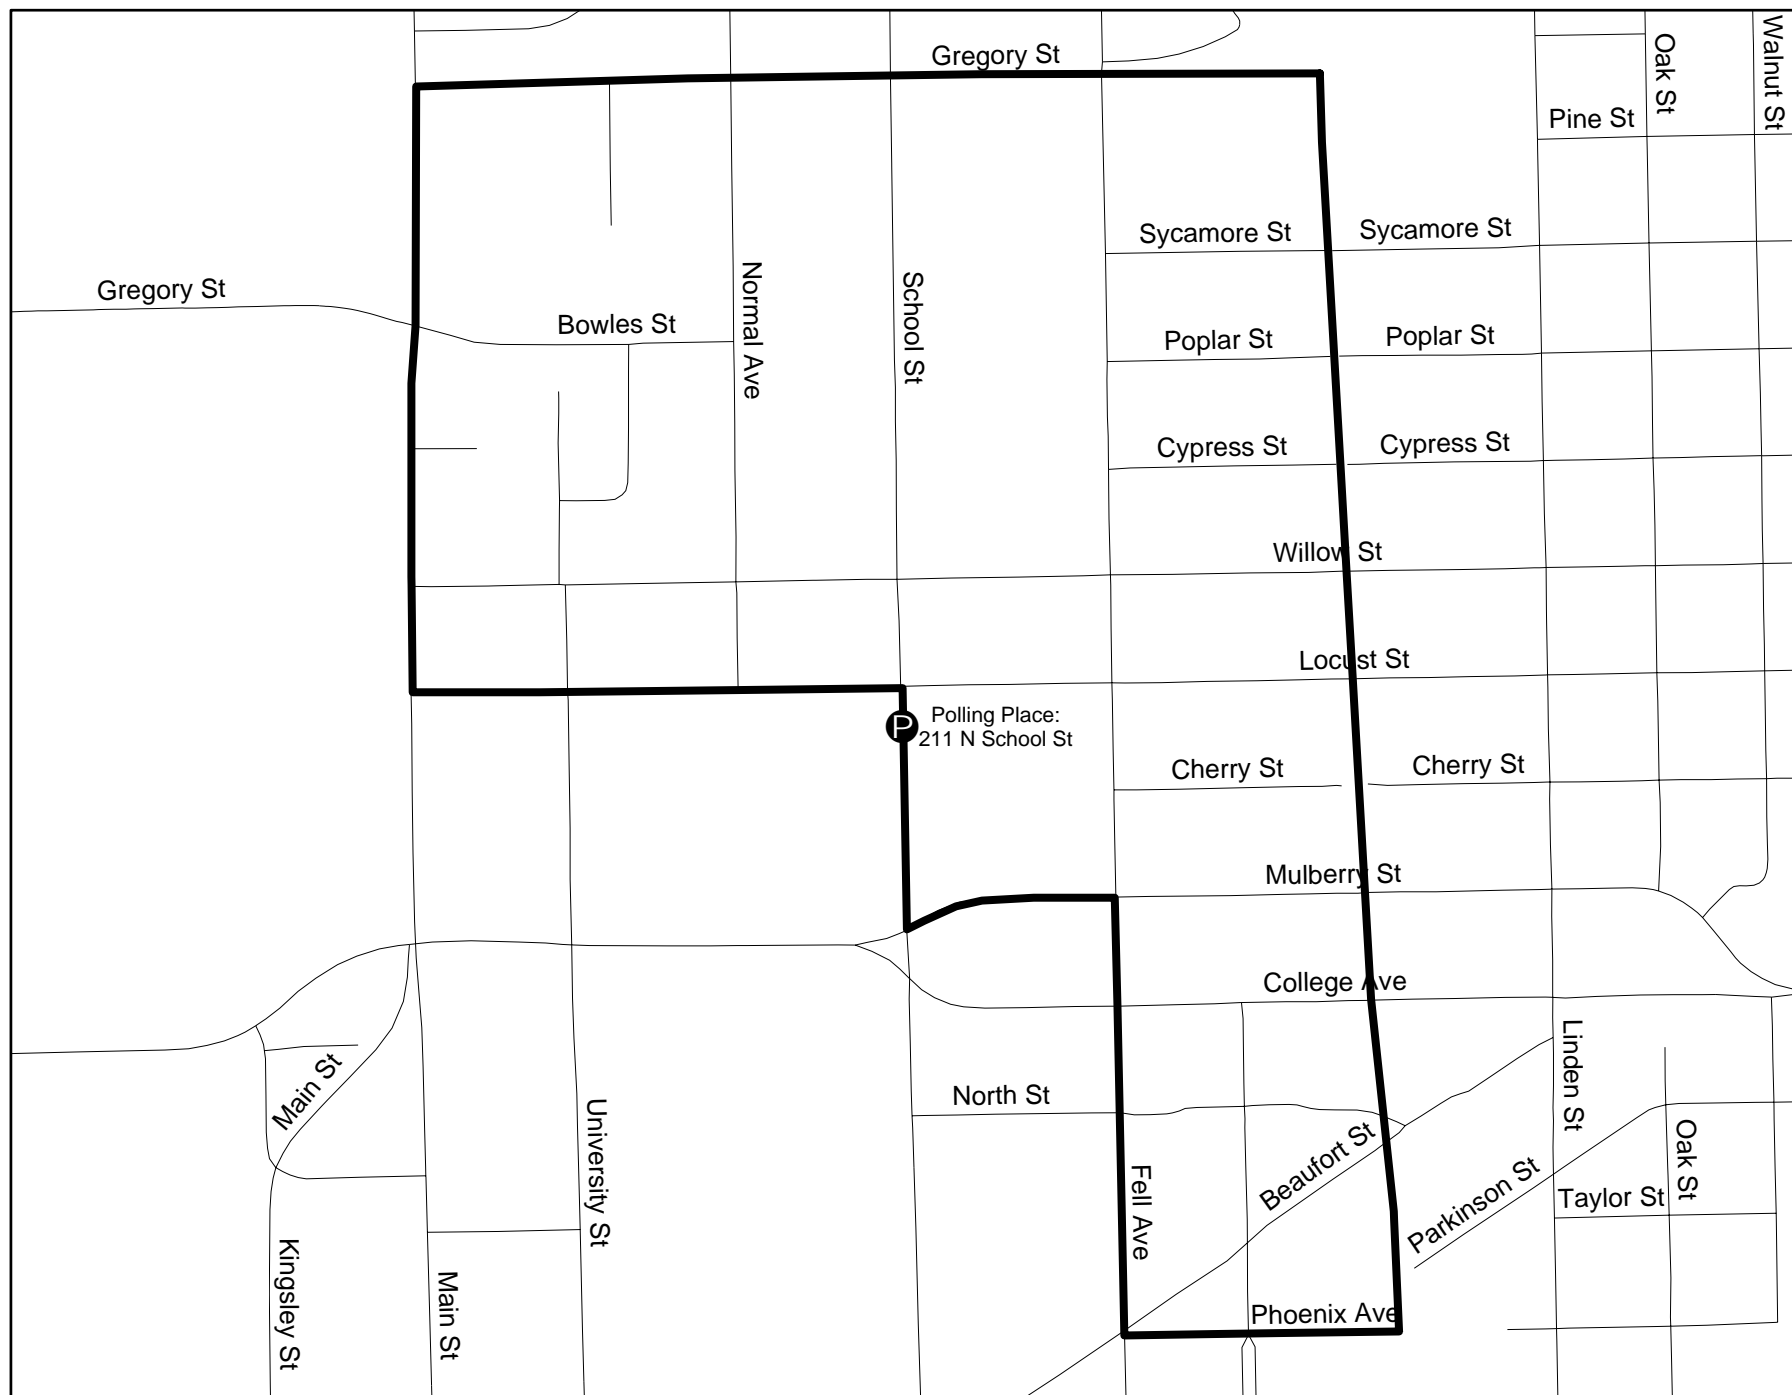 Gregory St
Oak St
Walnut St
Pine St
Sycamore St
Sycamore St
Gregory St
Normal Ave
School St
Bowles St
Poplar St
Poplar St
Cypress St
Cypress St
Willow St
Locust St
P
Polling Place:
211 N School St
Cherry St
Cherry St
Mulberry St
College Ave
Main St
North St
Linden St
University St
Beaufort St
Oak St
Fell Ave
Parkinson St
Taylor St
Kingsley St
Main St
Phoenix Ave